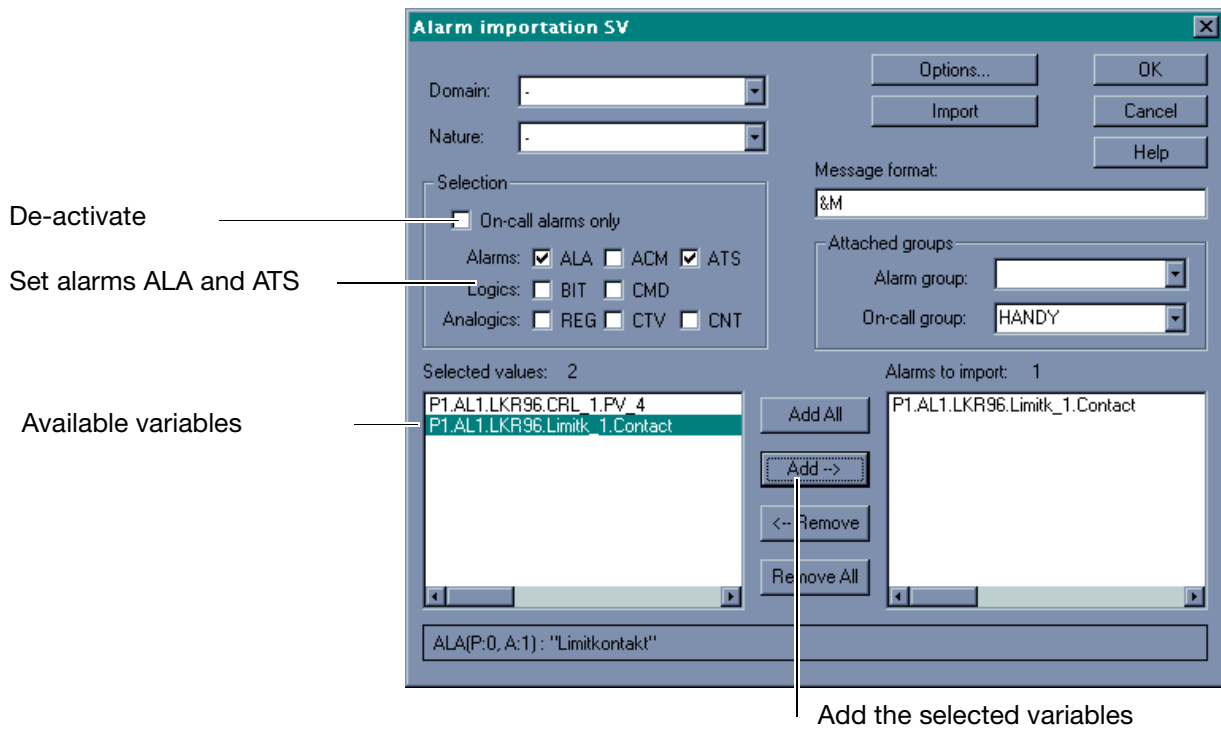 Alarm importation SV
Domain: -
Nature: -
Options...
OK
Import
Cancel
Help
Message format:
&M
Selection
On-call alarms only
Alarms: ALA ACM ATS
Logics: BIT CMD
Analogics: REG CTV CNT
Attached groups
Alarm group:
On-call group: HANDY
De-activate
Set alarms ALA and ATS
Available variables
Selected values: 2
P1.AL1.LKR96.CRL_1.PV_4
P1.AL1.LKR96.Limitk_1.Contact
Add All
Add -->
<-- Remove
Remove All
Alarms to import: 1
P1.AL1.LKR96.Limitk_1.Contact
ALA(P:0, A:1) : "Limitkontakt"
Add the selected variables